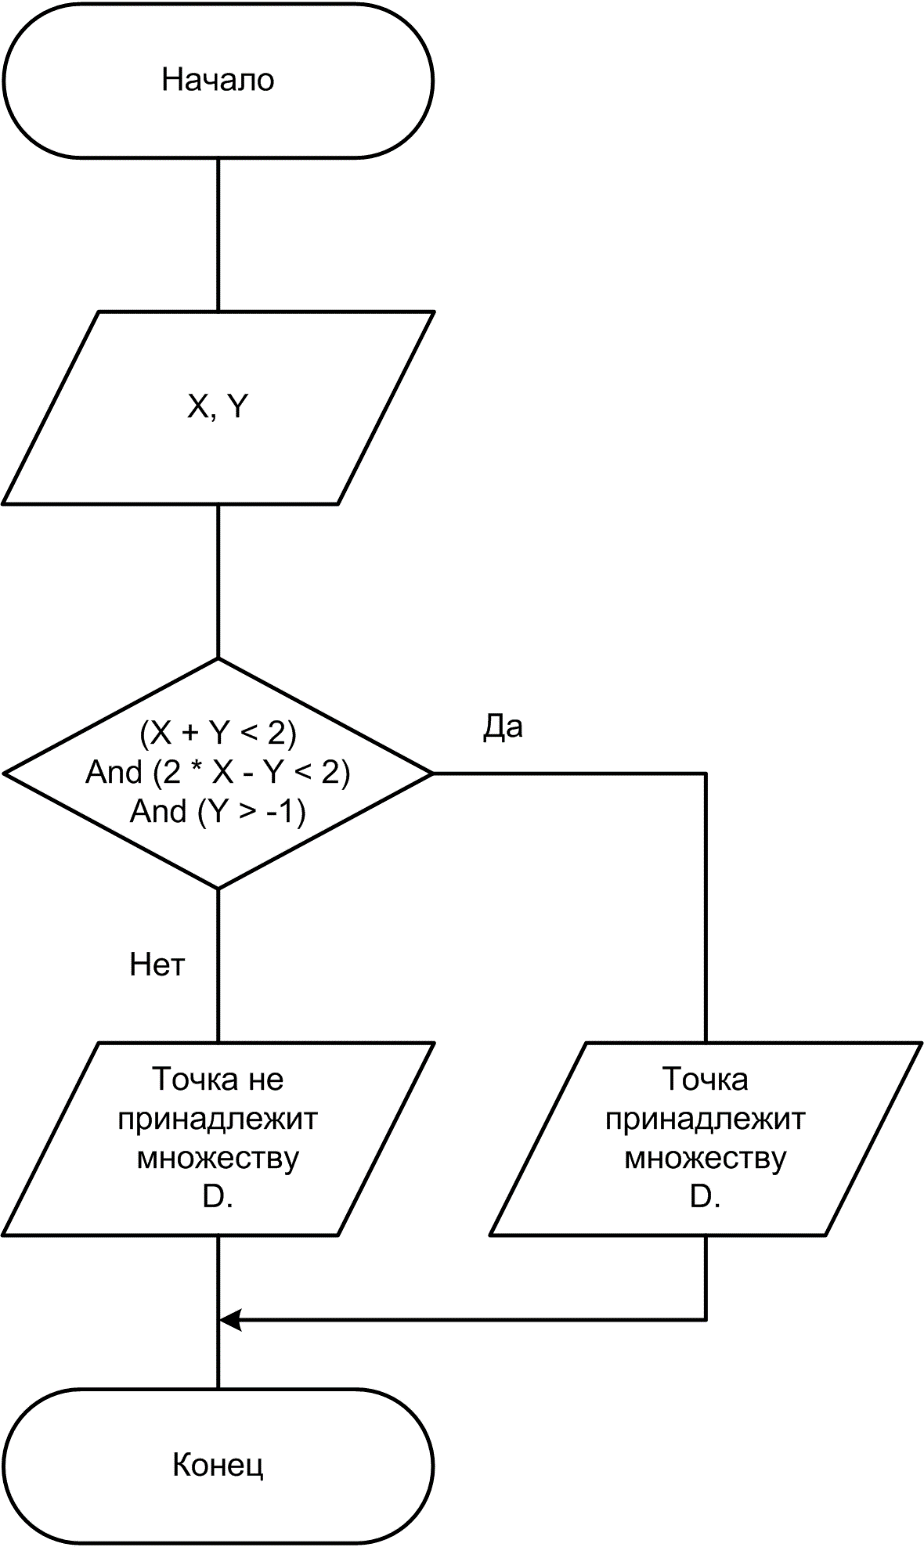 Начало
X, Y
(X + Y < 2)
And (2 * X - Y < 2)
And (Y > -1)
Да
Нет
Точка не
принадлежит
множеству
D.
Точка
принадлежит
множеству
D.
Конец